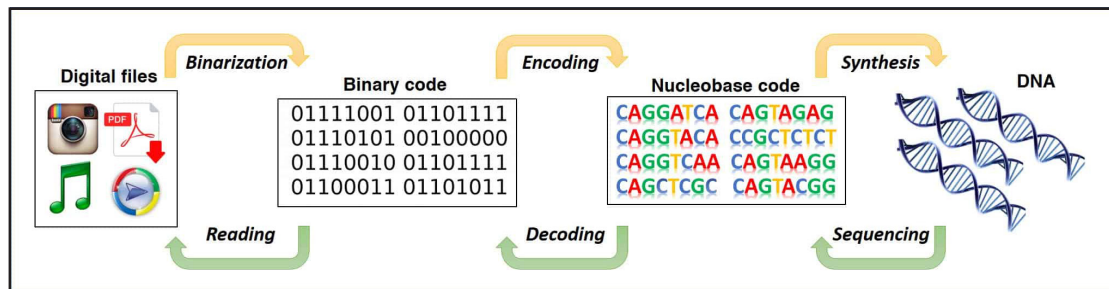 Binarization
Encoding
Synthesis
Digital files
Binary code
Nucleobase code
DNA
PDF
01111001 01101111
01110101 00100000
01110010 01101111
01100011 01101011
CAGGATCA CAGTAGAG
CAGGTACA CCGCTCTCT
CAGGTCAA CAGTAAGG
CAGCTCGC CAGTACGG
Reading
Decoding
Sequencing